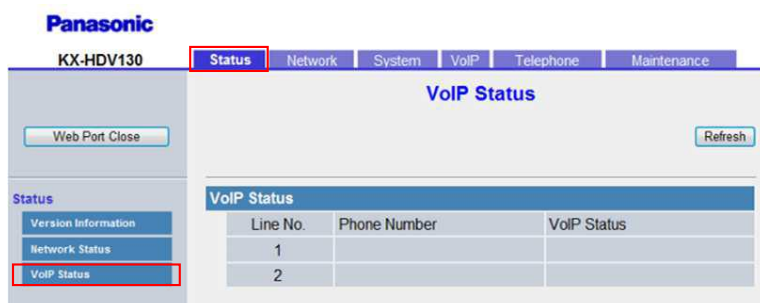 Panasonic
KX-HDV130
Status Network System VoIP Telephone Maintenance
VoIP Status
Web Port Close
Refresh
Status
Version Information
Network Status
VoIP Status
VoIP Status
Line No. Phone Number VoIP Status
1
2